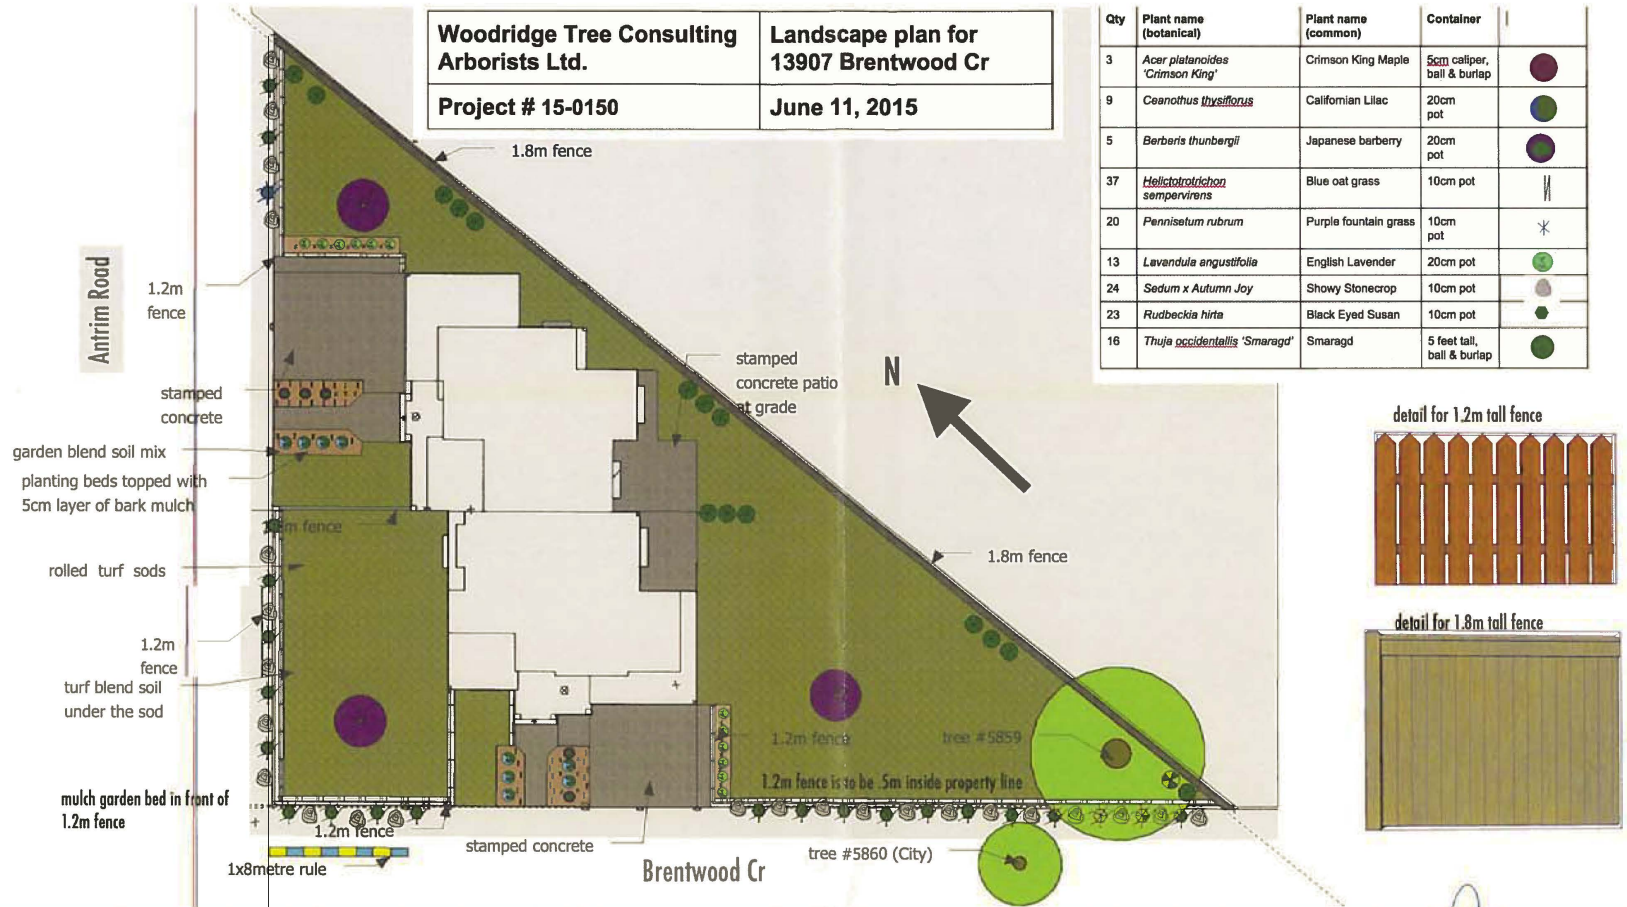 Woodridge Tree Consulting
Arborists Ltd.
Landscape plan for
13907 Brentwood Cr
Project # 15-0150
June 11, 2015
Qty
Plant name
(botanical)
Plant name
(common)
Container
3
Acer platanoides
'Crimson King'
Crimson King Maple
5cm caliper,
ball & burlap
9
Ceanothus thysiflorus
Californian Lilac
20cm
pot
5
Berberis thunbergii
Japanese barberry
20cm
pot
37
Helictotrotrichon
sempervirens
Blue oat grass
10cm pot
20
Pennisetum rubrum
Purple fountain grass
10cm
pot
13
Lavandula angustifolia
English Lavender
20cm pot
24
Sedum x Autumn Joy
Showy Stonecrop
10cm pot
23
Rudbeckia hirta
Black Eyed Susan
10cm pot
16
Thuja occidentallis 'Smaragd'
Smaragd
5 feet tall,
ball & burlap
1.8m fence
Antrim Road
1.2m
fence
stamped
concrete patio
at grade
N
stamped
concrete
garden blend soil mix
planting beds topped with
5cm layer of bark mulch
m fence
rolled turf sods
1.8m fence
1.2m
fence
turf blend soil
under the sod
1.2m fence
tree #5859
1.2m fence is to be .5m inside property line
mulch garden bed in front of
1.2m fence
1.2m fence
stamped concrete
tree #5860 (City)
1x8metre rule
Brentwood Cr
detail for 1.2m tall fence
detail for 1.8m tall fence